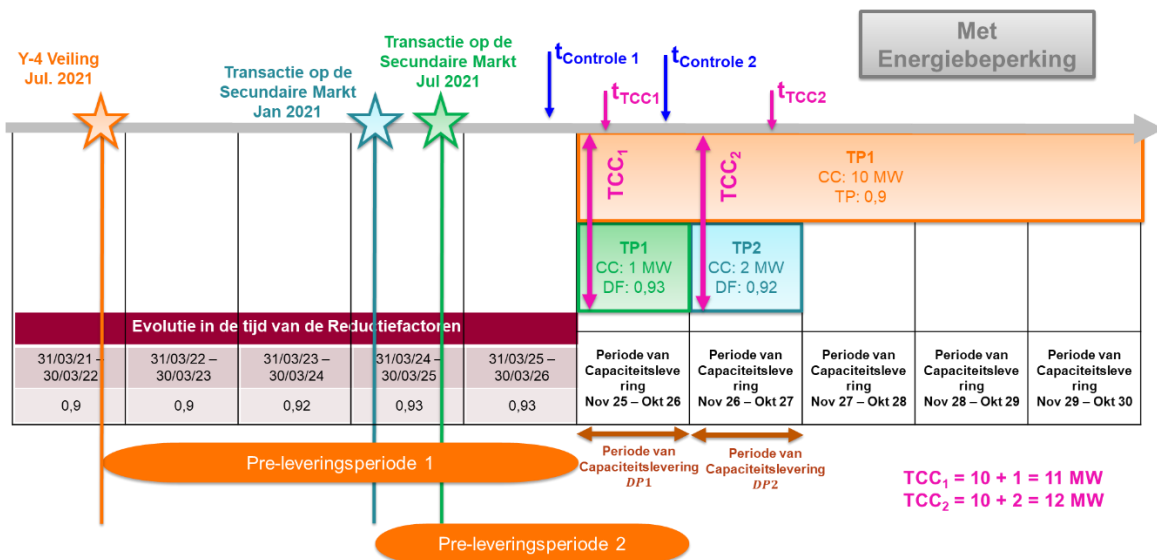 Met
Energiebeperking
Y-4 Veiling
Jul. 2021
Transactie op de
Secundaire Markt
Jan 2021
Transactie op de
Secundaire Markt
Jul 2021
tControle 1
tControle 2
tTCC1
tTCC2
TCC1
TCC2
TP1
CC: 10 MW
TP: 0,9
TP1
CC: 1 MW
DF: 0,93
TP2
CC: 2 MW
DF: 0,92
Evolutie in de tijd van de Reductiefactoren
31/03/21 –
30/03/22
31/03/22 –
30/03/23
31/03/23 –
30/03/24
31/03/24 –
30/03/25
31/03/25 –
30/03/26
0,9
0,9
0,92
0,93
0,93
Periode van
Capaciteitsleve
ring
Nov 25 – Okt 26
Periode van
Capaciteitsleve
ring
Nov 26 – Okt 27
Periode van
Capaciteitsleve
ring
Nov 27 – Okt 28
Periode van
Capaciteitsleve
ring
Nov 28 – Okt 29
Periode van
Capaciteitsleve
ring
Nov 29 – Okt 30
Periode van
Capaciteitslevering
DP1
Periode van
Capaciteitslevering
DP2
Pre-leveringsperiode 1
Pre-leveringsperiode 2
TCC1 = 10 + 1 = 11 MW
TCC2 = 10 + 2 = 12 MW